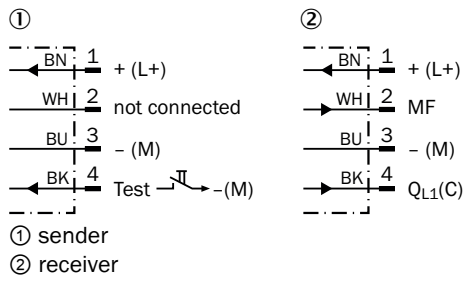 ① ②
BN 1 + (L+) BN 1 + (L+)
WH 2 not connected WH 2 MF
BU 3 – (M) BU 3 – (M)
BK 4 Test –(M) BK 4 QL1(C)
① sender
② receiver